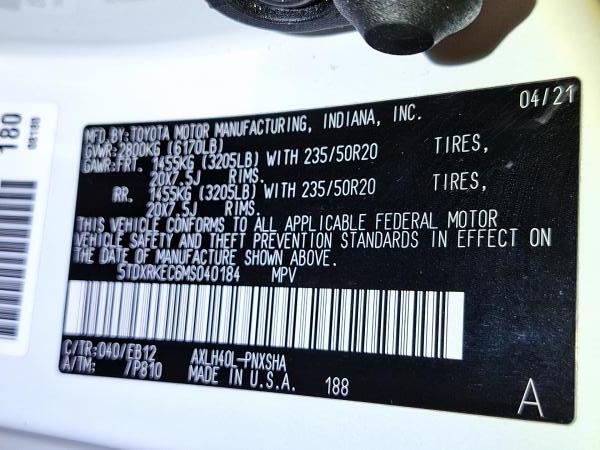 04/21
MFD.BY:TOYOTA MOTOR MANUFACTURING, INDIANA, INC.
GVWR: 2800KG (6170LB)
GAWR:FRT. 1455KG (3205LB) WITH 235/50R20 TIRES,
20X7.5J RIMS.
RR. 1455KG (3205LB) WITH 235/50R20 TIRES,
20X7.5J RIMS.
THIS VEHICLE CONFORMS TO ALL APPLICABLE FEDERAL MOTOR
VEHICLE SAFETY AND THEFT PREVENTION STANDARDS IN EFFECT ON
THE DATE OF MANUFACTURE SHOWN ABOVE.
5TDXRKEC6MS040184 MPV
C/TR:040/EB12 AXLH40L-PNXSHA
A/TM: /P810 MADE IN U.S.A. 188
A
180